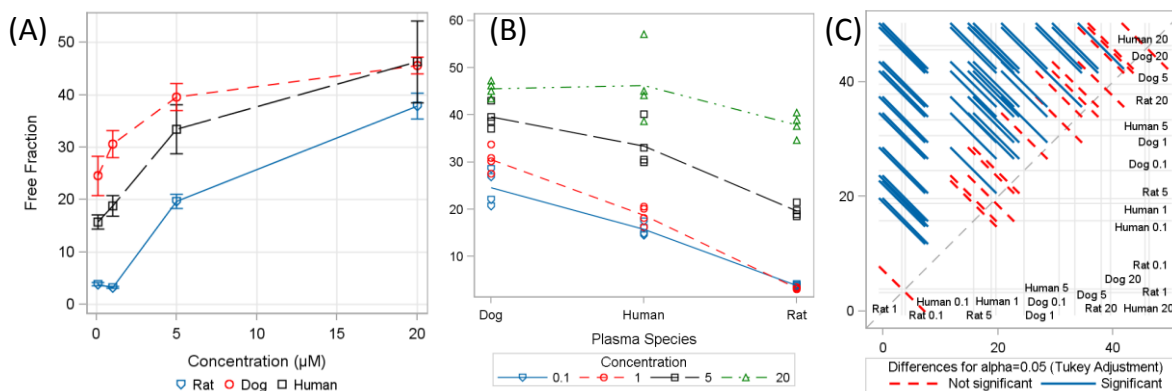 (A)
Free Fraction
50
40
30
20
10
0
0
5
10
15
20
Concentration (µM)
Rat Dog Human
(B)
60
50
40
30
20
10
Dog
Human
Rat
Plasma Species
Concentration
0.1 1 5 20
(C)
40
20
0
Human 20
Dog 20
Dog 5
Rat 20
Human 5
Dog 1
Dog 0.1
Rat 5
Human 1
Human 0.1
Rat 0.1
Rat 1
Dog 20
Human 5
Dog 5
Human 0.1
Human 1
Dog 0.1
Rat 1
Rat 0.1
Rat 5
Dog 1
Rat 20
Human 20
0
20
40
Differences for alpha=0.05 (Tukey Adjustment)
Not significant Significant